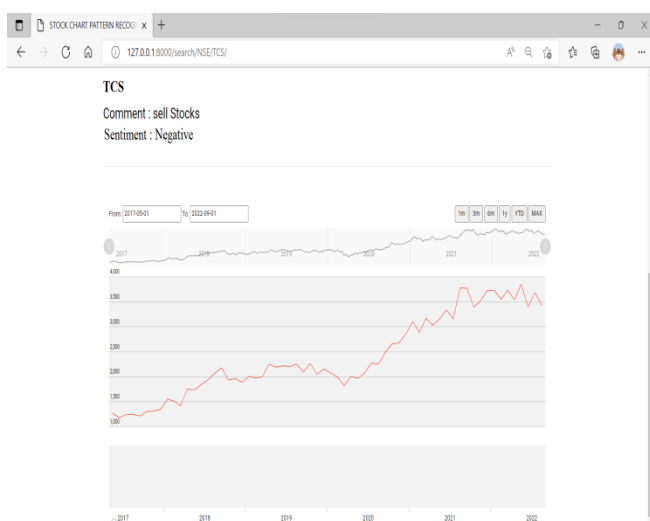 STOCK CHART PATTERN RECOG
127.0.0.1:8000/search/NSE/TCS/
TCS
Comment : sell Stocks
Sentiment : Negative
From: 2017-05-01 To: 2022-09-01 1m 3m 6m 1y YTD MAX
2017 2018 2019 2020 2021 2022
4,000
3,500
3,000
2,500
2,000
1,500
1,000
2017 2018 2019 2020 2021 2022